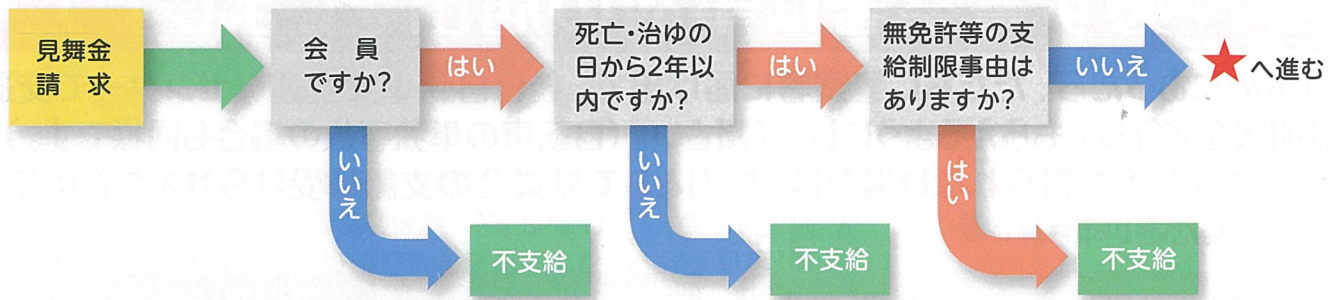 見舞金
請　求
会　員
ですか？
はい
死亡・治ゆの
日から2年以
内ですか？
はい
無免許等の支
給制限事由は
ありますか？
いいえ
★へ進む
いいえ
不支給
いいえ
不支給
はい
不支給